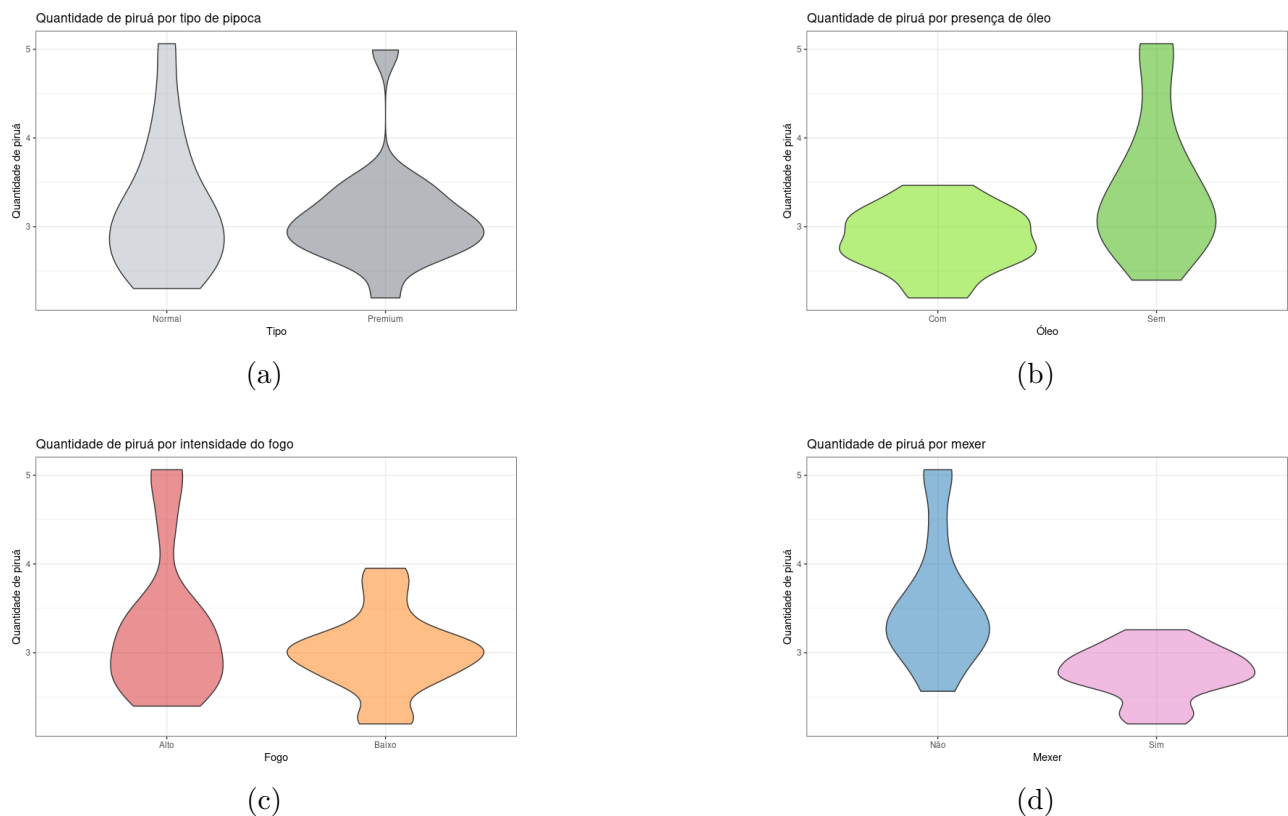 Quantidade de piruá por tipo de pipoca
Quantidade de piruá
5
4
3
Normal
Premium
Tipo
(a)
Quantidade de piruá por presença de óleo
Quantidade de piruá
5
4
3
Com
Sem
Óleo
(b)
Quantidade de piruá por intensidade do fogo
Quantidade de piruá
5
4
3
Alto
Baixo
Fogo
(c)
Quantidade de piruá por mexer
Quantidade de piruá
5
4
3
Não
Sim
Mexer
(d)